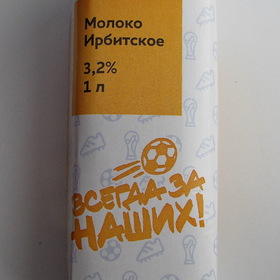 Молоко
Ирбитское
3,2%
1 л
ВСЕГДА ЗА
НАШИХ!